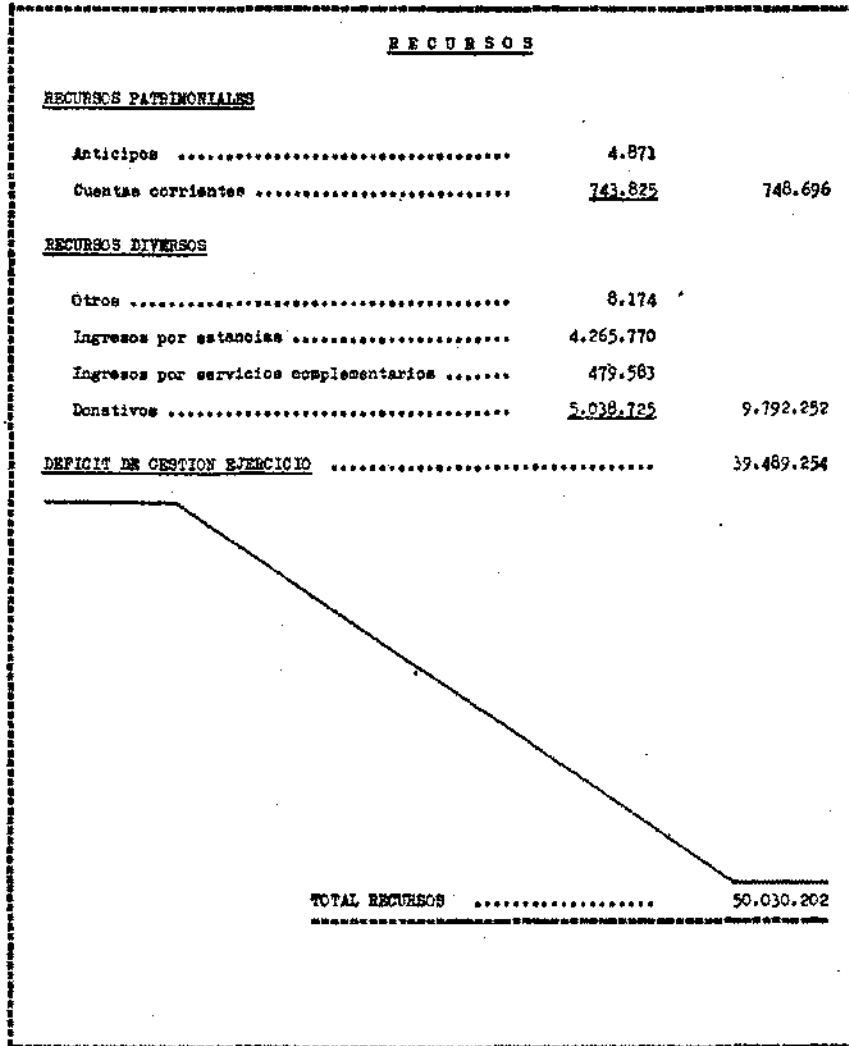 RECURSOS
RECURSOS PATRIMONIALES
Anticipos .................................... 4.871
Cuentas corrientes ........................... 743.825 748.696
RECURSOS DIVERSOS
Otros ........................................ 8.174
Ingresos por estancias ....................... 4.265.770
Ingresos por servicios complementarios ....... 479.583
Donativos .................................... 5.038.725 9.792.252
DEFICIT DE GESTION EJERCICIO .................................. 39.489.254
TOTAL RECURSOS ................... 50.030.202